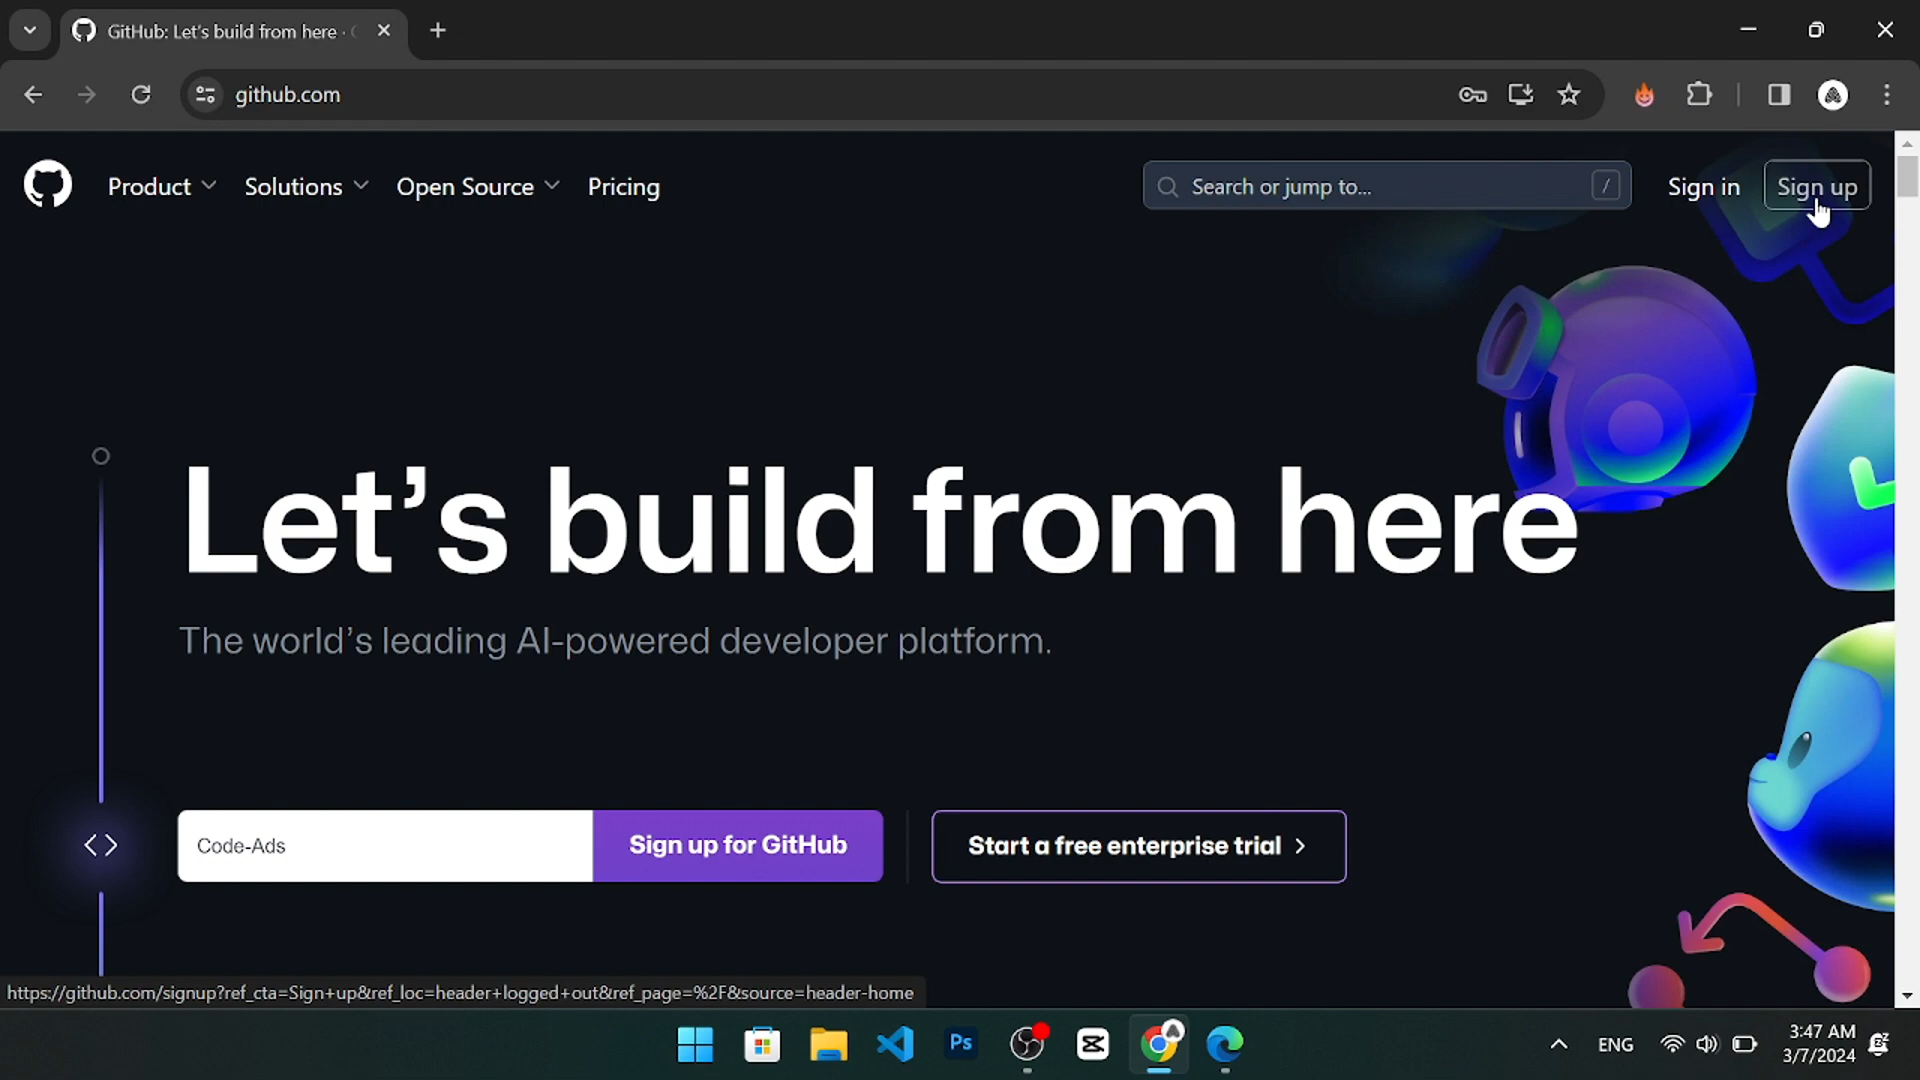 GitHub: Let's build from here ·
github.com
Product
Solutions
Open Source
Pricing
Search or jump to...
/
Sign in
Sign up
Let’s build from here
The world’s leading AI-powered developer platform.
Code-Ads
Sign up for GitHub
Start a free enterprise trial
https://github.com/signup?ref_cta=Sign+up&ref_loc=header+logged+out&ref_page=%2F&source=header-home
Ps
ENG
3:47 AM
3/7/2024